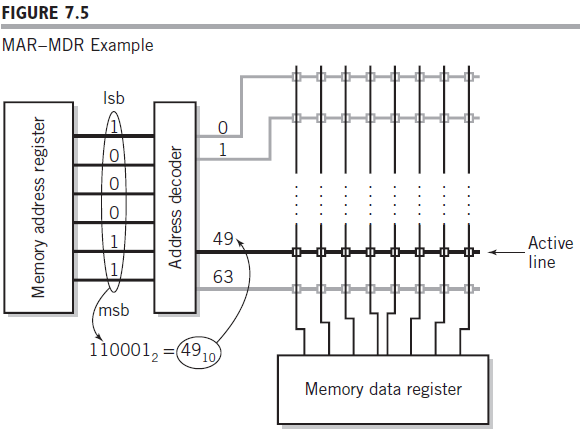 FIGURE 7.5
MAR–MDR Example
lsb
1
0
0
0
1
1
msb
Memory address register
Address decoder
0
1
49
63
Active
line
110001₂ = 49₁₀
Memory data register